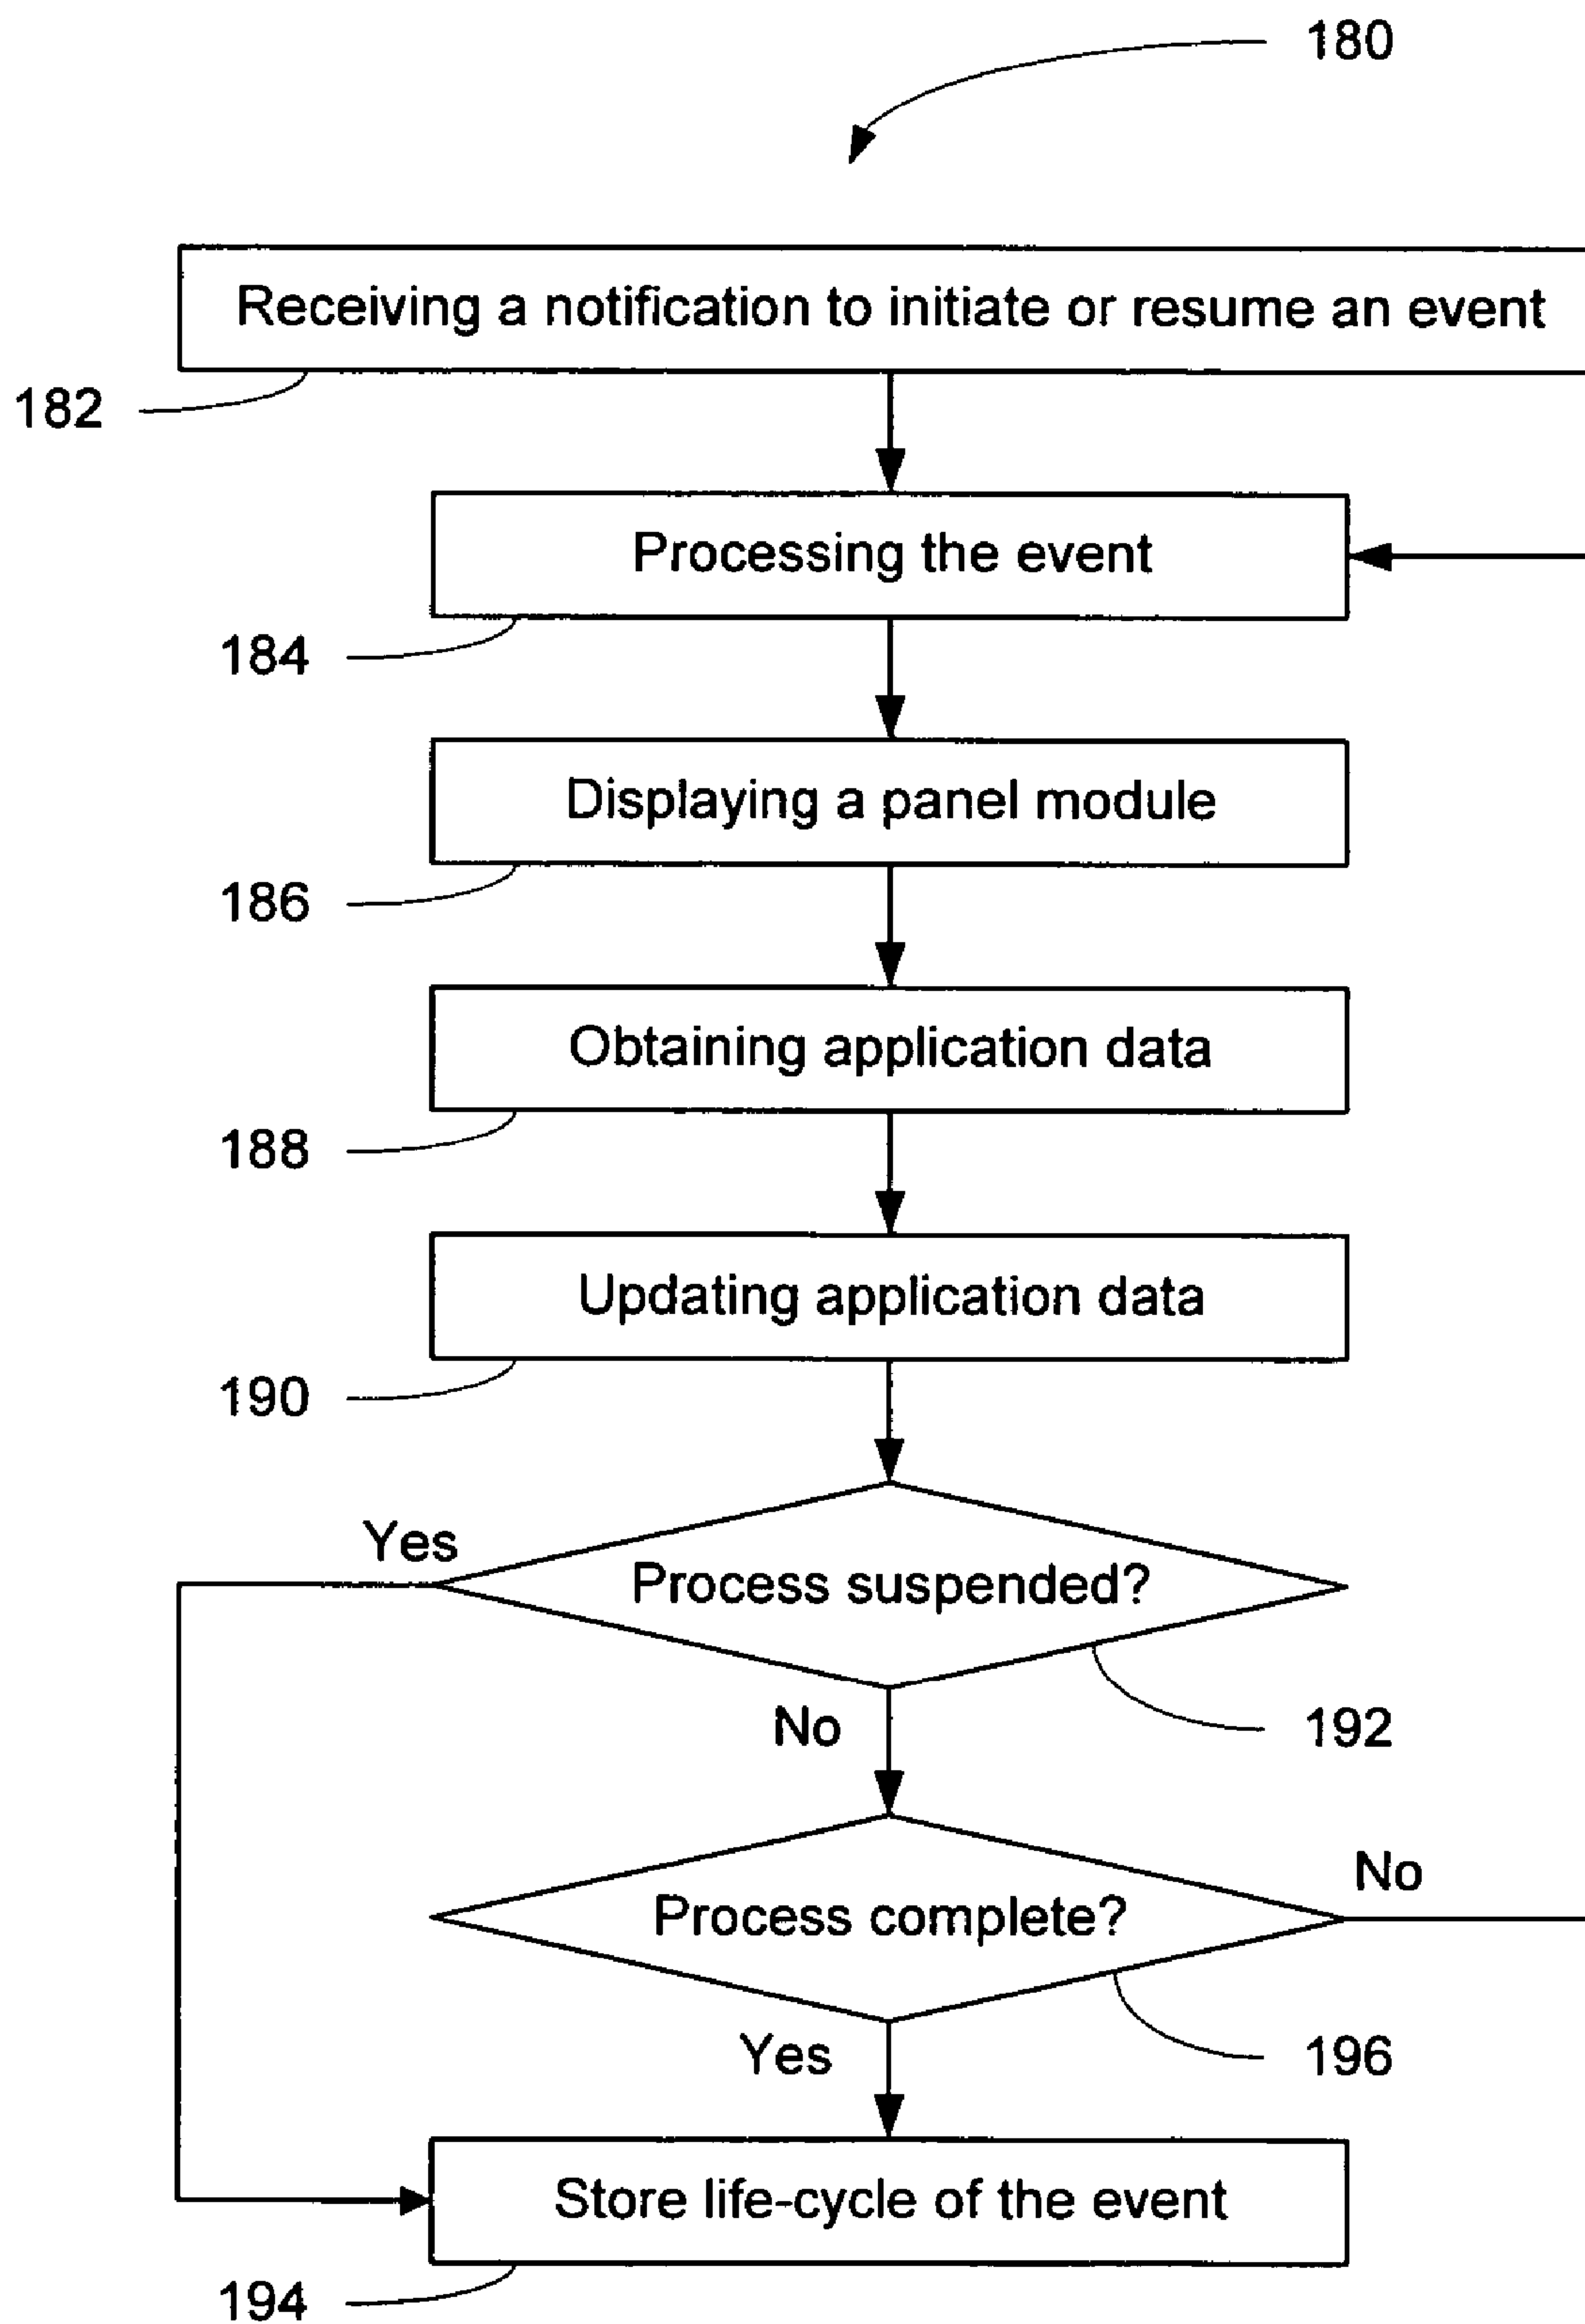 180
Receiving a notification to initiate or resume an event
182
Processing the event
184
Displaying a panel module
186
Obtaining application data
188
Updating application data
190
Yes
Process suspended?
No
192
No
Process complete?
Yes
196
Store life-cycle of the event
194